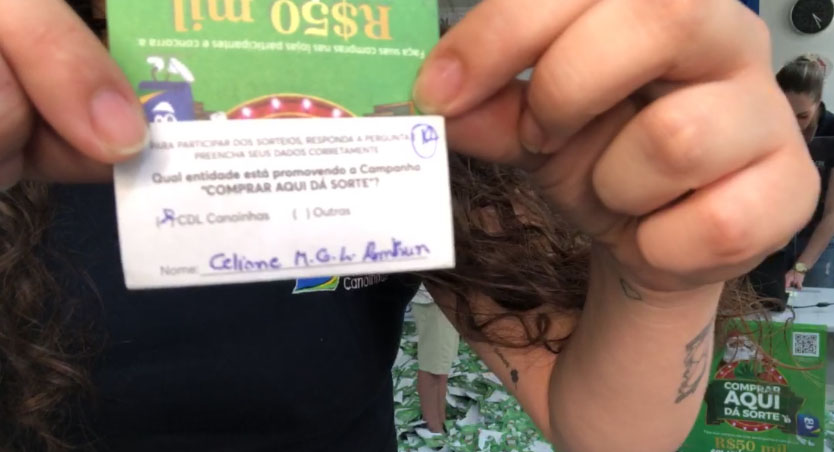 R$50 mil
Faça suas compras nas lojas participantes e concorra a:
PARA PARTICIPAR DOS SORTEIOS, RESPONDA A PERGUNTA
PREENCHA SEUS DADOS CORRETAMENTE
Qual entidade está promovendo a Campanha
"COMPRAR AQUI DÁ SORTE"?
CDL Canoinhas ( ) Outras
Nome: Celiane M. G. L.
COMPRAR
AQUI
DÁ SORTE
R$50 mil